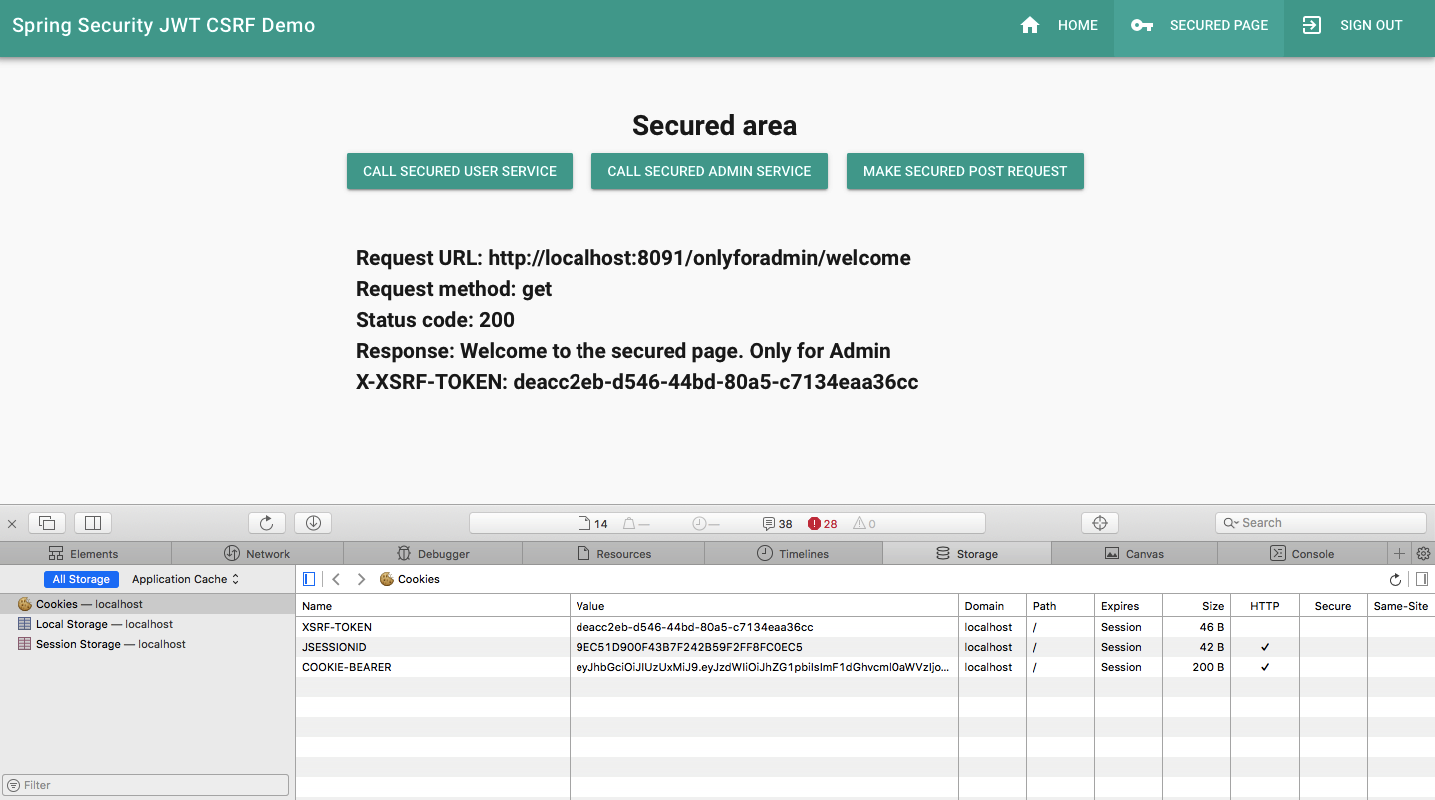 Spring Security JWT CSRF Demo
HOME
SECURED PAGE
SIGN OUT
Secured area
CALL SECURED USER SERVICE
CALL SECURED ADMIN SERVICE
MAKE SECURED POST REQUEST
Request URL: http://localhost:8091/onlyforadmin/welcome
Request method: get
Status code: 200
Response: Welcome to the secured page. Only for Admin
X-XSRF-TOKEN: deacc2eb-d546-44bd-80a5-c7134eaa36cc
14 — — 38 28 0
Search
Elements Network Debugger Resources Timelines Storage Canvas Console
All Storage Application Cache
Cookies
Cookies — localhost
Local Storage — localhost
Session Storage — localhost
Name Value Domain Path Expires Size HTTP Secure Same-Site
XSRF-TOKEN deacc2eb-d546-44bd-80a5-c7134eaa36cc localhost / Session 46 B
JSESSIONID 9EC51D900F43B7F242B59F2FF8FC0EC5 localhost / Session 42 B ✓
COOKIE-BEARER localhost / Session 200 B ✓
Filter